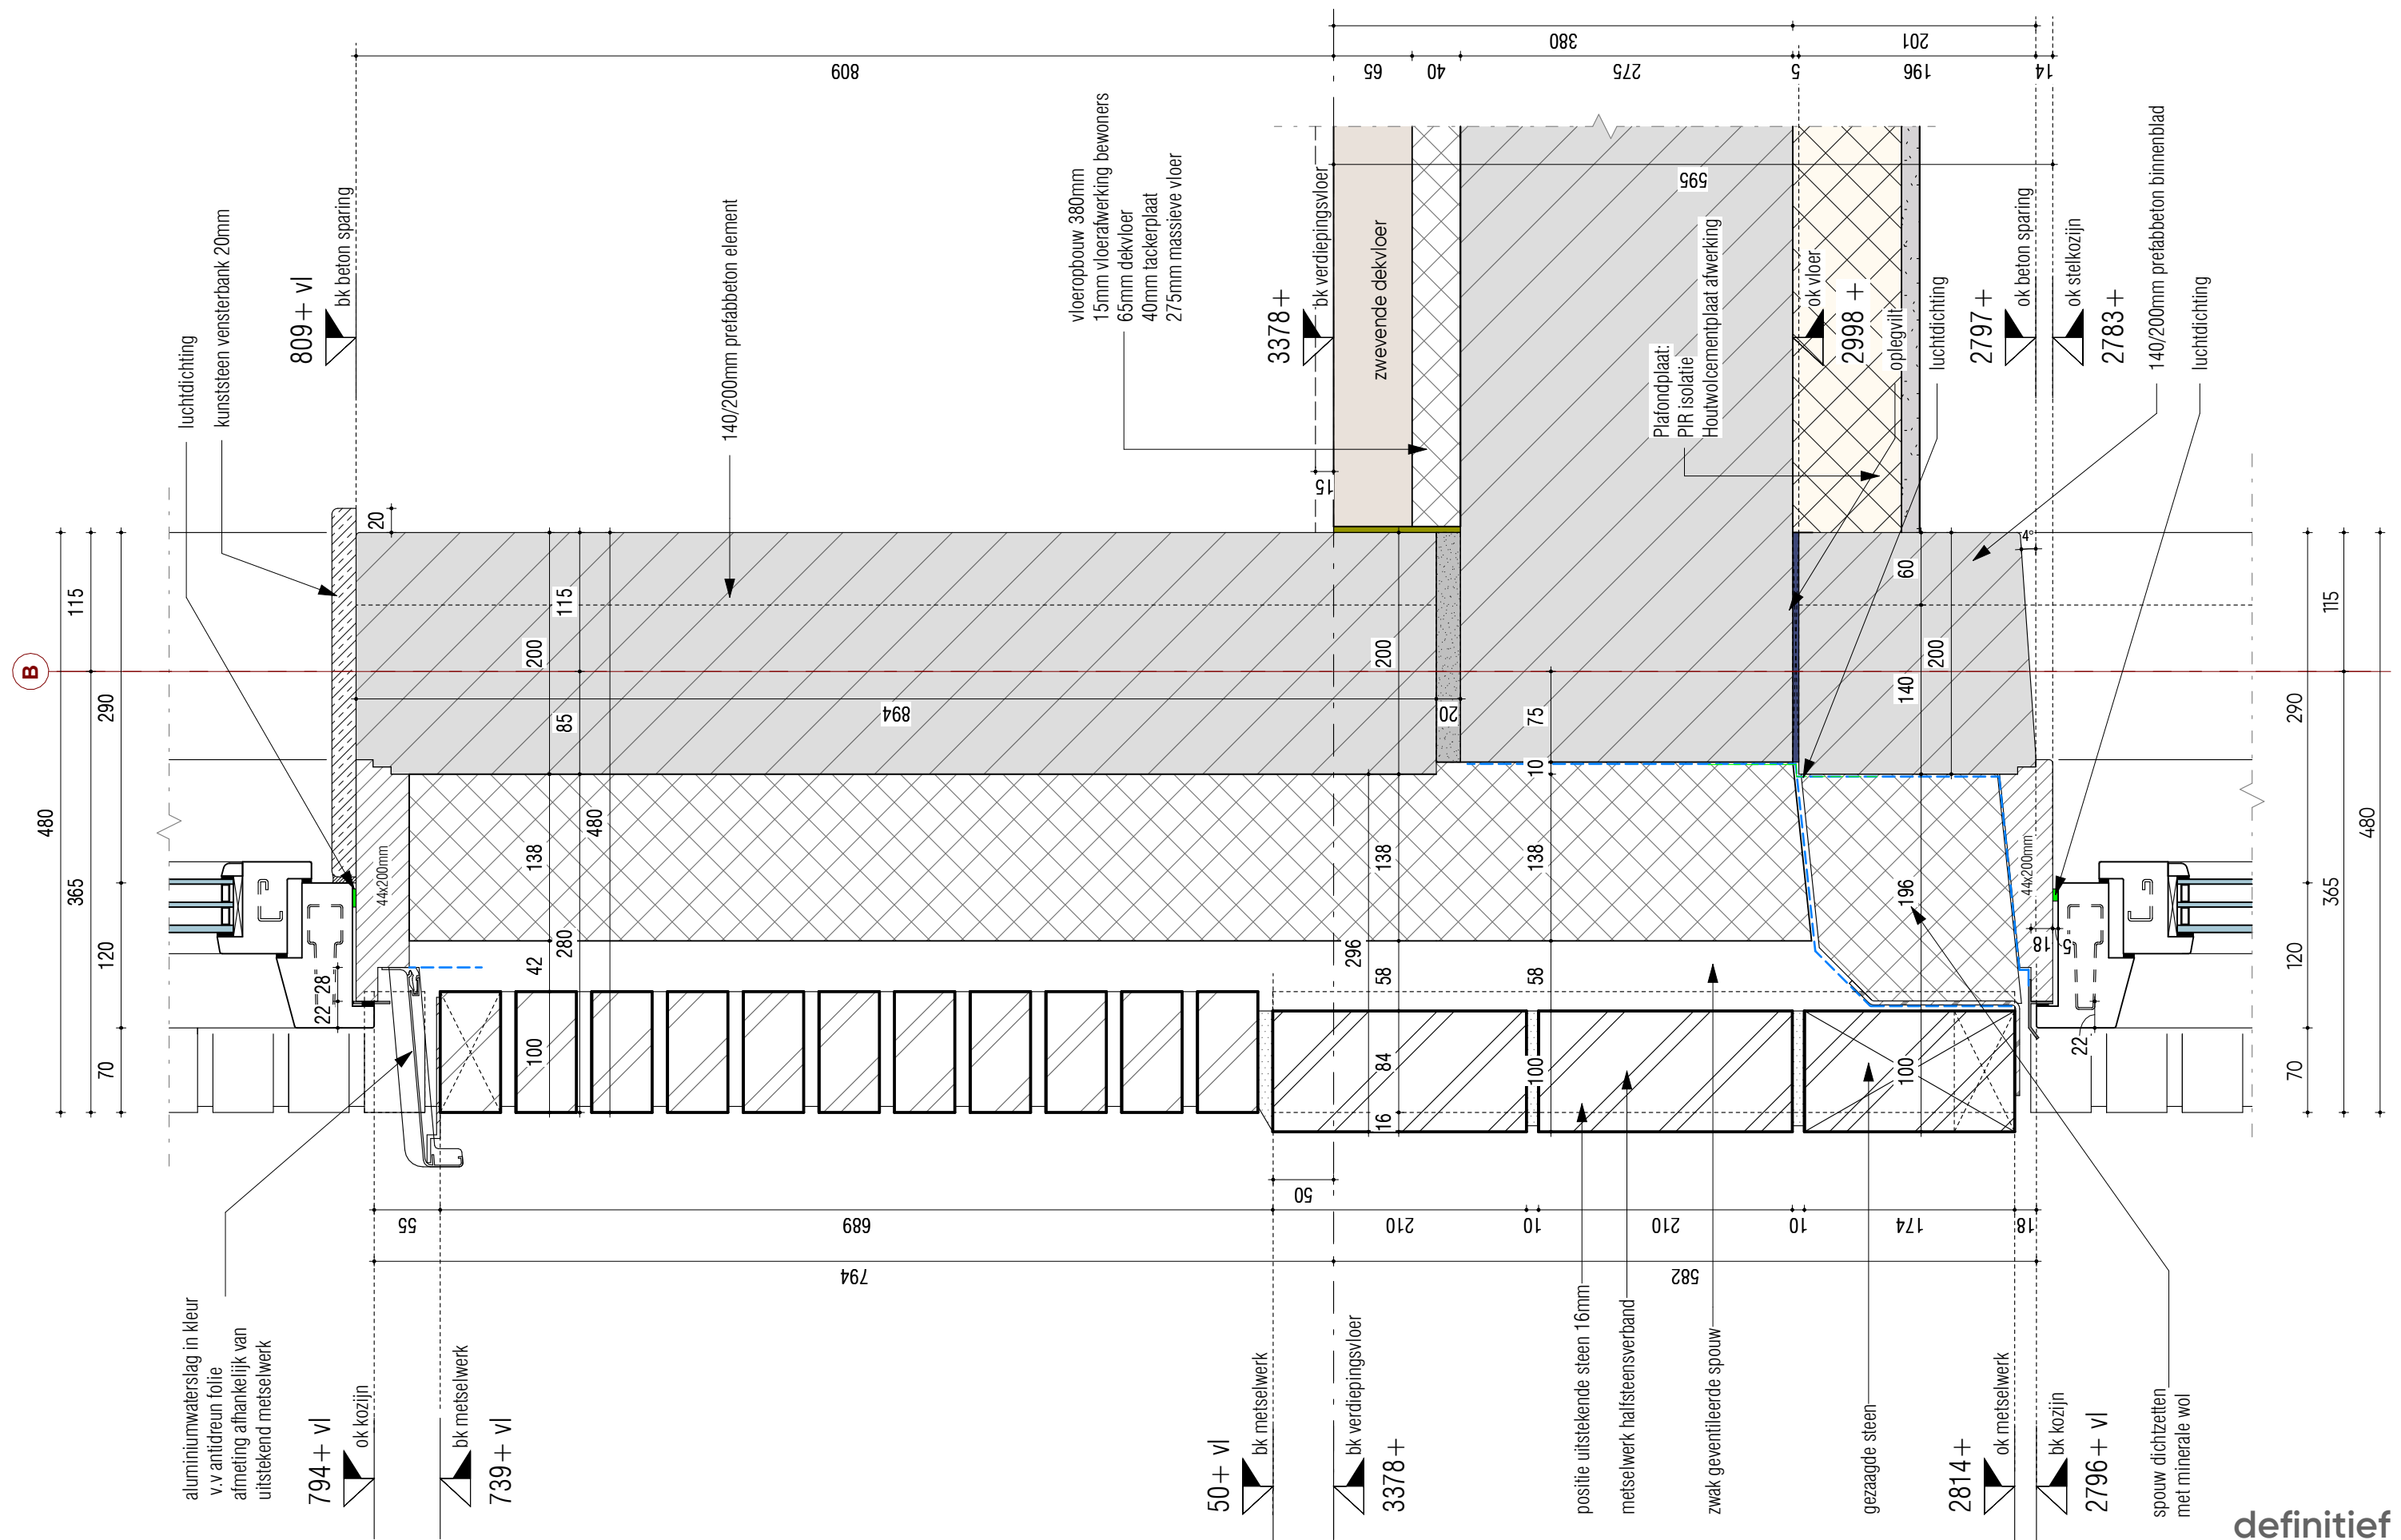 luchtdichting
kunststeen vensterbank 20mm
809+ vl
bk beton sparing
140/200mm prefabbeton element
vloeropbouw 380mm
15mm vloerafwerking bewoners
65mm dekvloer
40mm tackerplaat
275mm massieve vloer
3378+
bk verdiepingsvloer
zwevende dekvloer
Plafondplaat:
PIR isolatie
Houtwolcementplaat afwerking
ok vloer
2998 +
oplegvilt
luchtdichting
2797+
ok beton sparing
ok stelkozijn
2783+
140/200mm prefabbeton binnenblad
luchtdichting
809
65
40
380
275
5
201
196
14
595
15
20
B
480
115
290
365
120
70
115
200
85
894
20
200
75
10
60
200
140
4°
44x200mm
138
480
280
42
100
22
28
138
296
58
84
16
138
58
100
196
100
44x200mm
18
5
22
115
290
480
365
120
70
50
55
689
210
10
210
10
174
18
794
582
aluminiumwaterslag in kleur
v.v antidreun folie
afmeting afhankelijk van
uitstekend metselwerk
794+ vl
ok kozijn
bk metselwerk
739+ vl
50+ vl
bk metselwerk
bk verdiepingsvloer
3378+
positie uitstekende steen 16mm
metselwerk halfsteensverband
zwak geventileerde spouw
gezaagde steen
2814+
ok metselwerk
bk kozijn
2796+ vl
spouw dichtzetten
met minerale wol
definitief